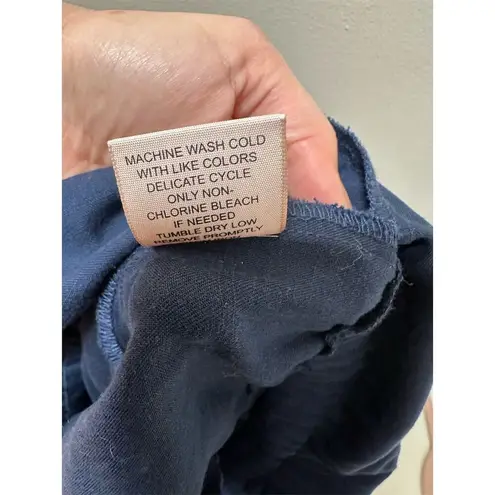 MACHINE WASH COLD
WITH LIKE COLORS
DELICATE CYCLE
ONLY NON-
CHLORINE BLEACH
IF NEEDED
TUMBLE DRY LOW
REMOVE PROMPTLY